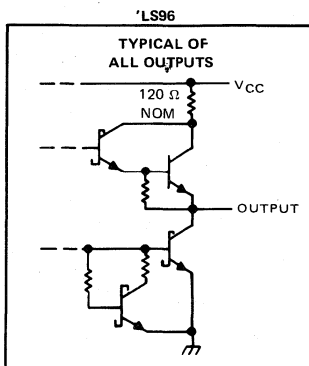 'LS96
TYPICAL OF
ALL OUTPUTS
VCC
120 Ω
NOM
OUTPUT